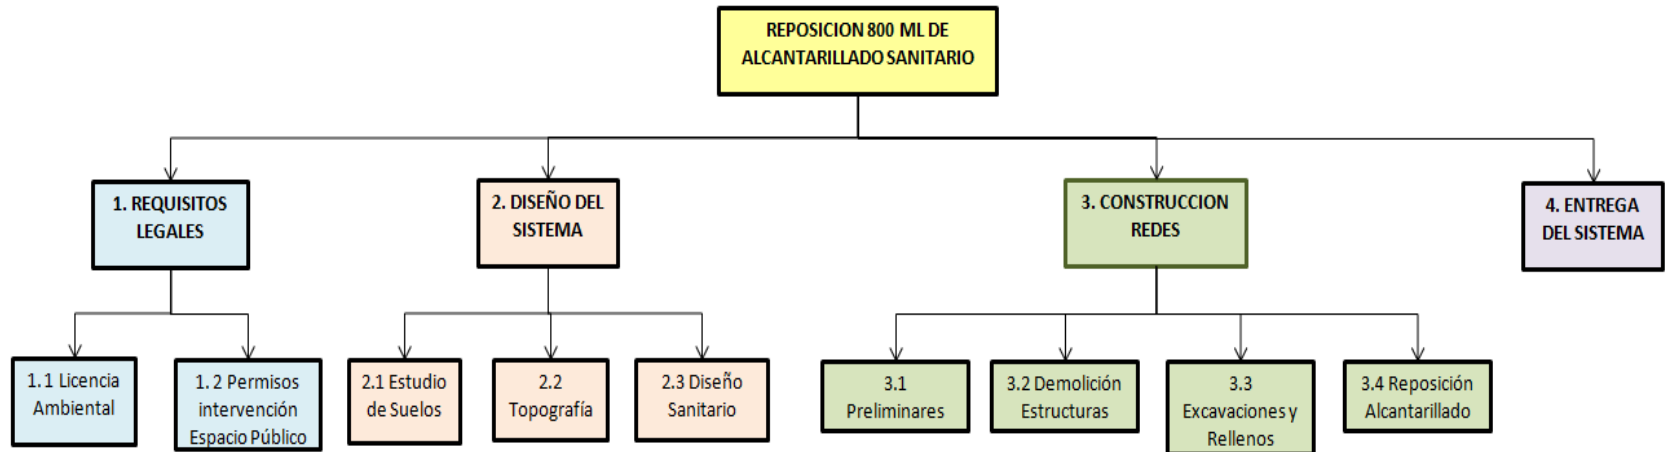 REPOSICION 800 ML DE
ALCANTARILLADO SANITARIO
1. REQUISITOS
LEGALES
2. DISEÑO DEL
SISTEMA
3. CONSTRUCCION
REDES
4. ENTREGA
DEL SISTEMA
1. 1 Licencia
Ambiental
1. 2 Permisos
intervención
Espacio Público
2.1 Estudio
de Suelos
2.2
Topografía
2.3 Diseño
Sanitario
3.1
Preliminares
3.2 Demolición
Estructuras
3.3
Excavaciones y
Rellenos
3.4 Reposición
Alcantarillado